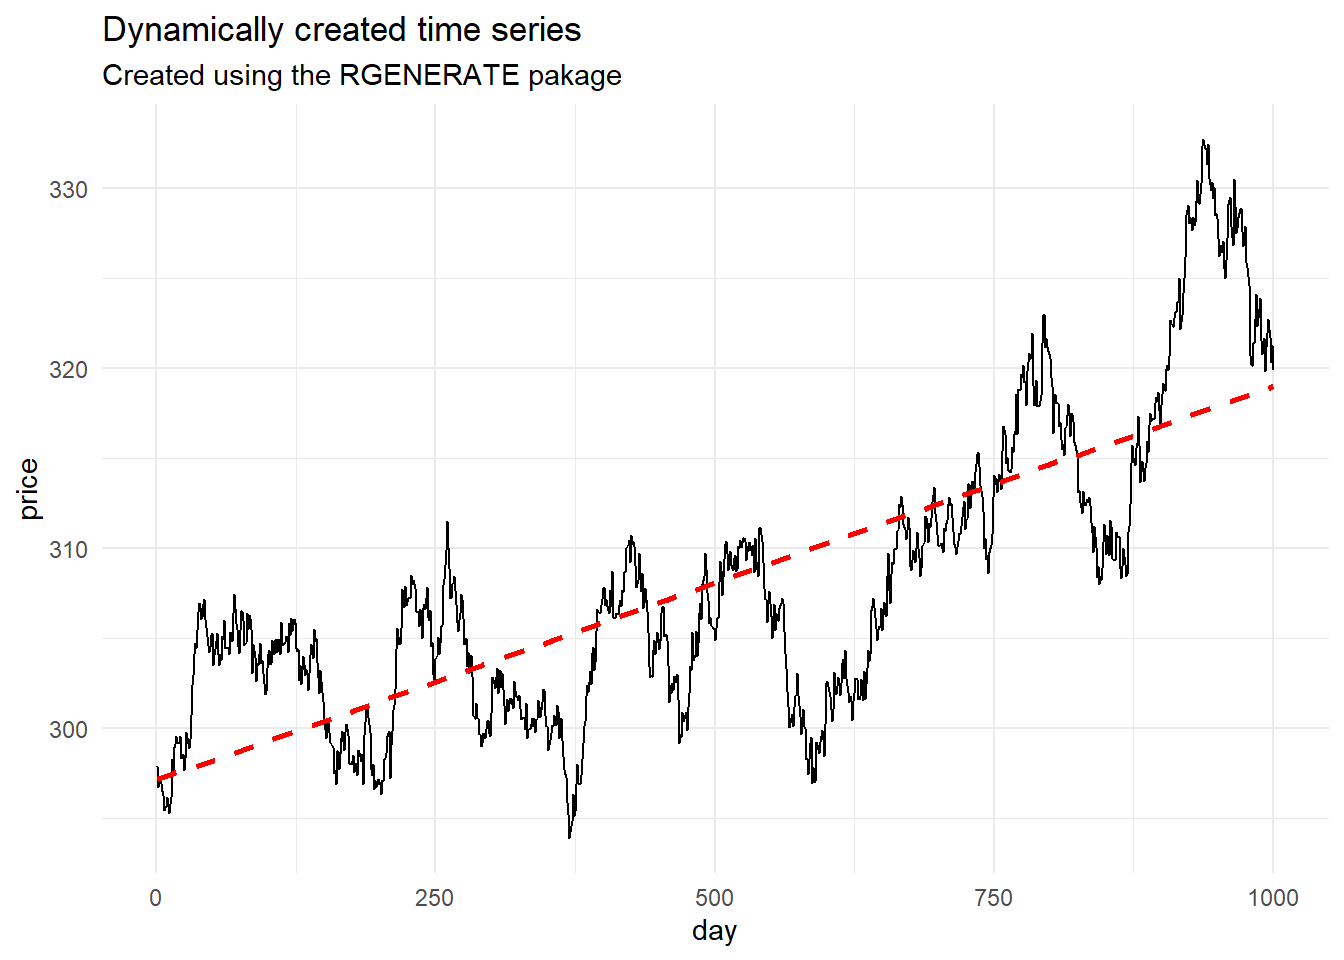 Dynamically created time series
Created using the RGENERATE pakage
330
320
310
300
price
0 250 500 750 1000
day